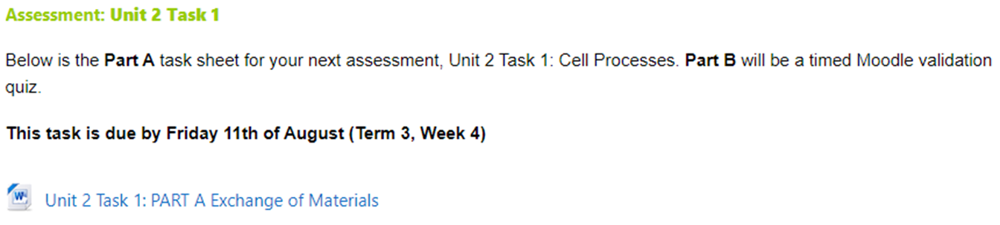 Assessment: Unit 2 Task 1
Below is the Part A task sheet for your next assessment, Unit 2 Task 1: Cell Processes. Part B will be a timed Moodle validation
quiz.
This task is due by Friday 11th of August (Term 3, Week 4)
Unit 2 Task 1: PART A Exchange of Materials